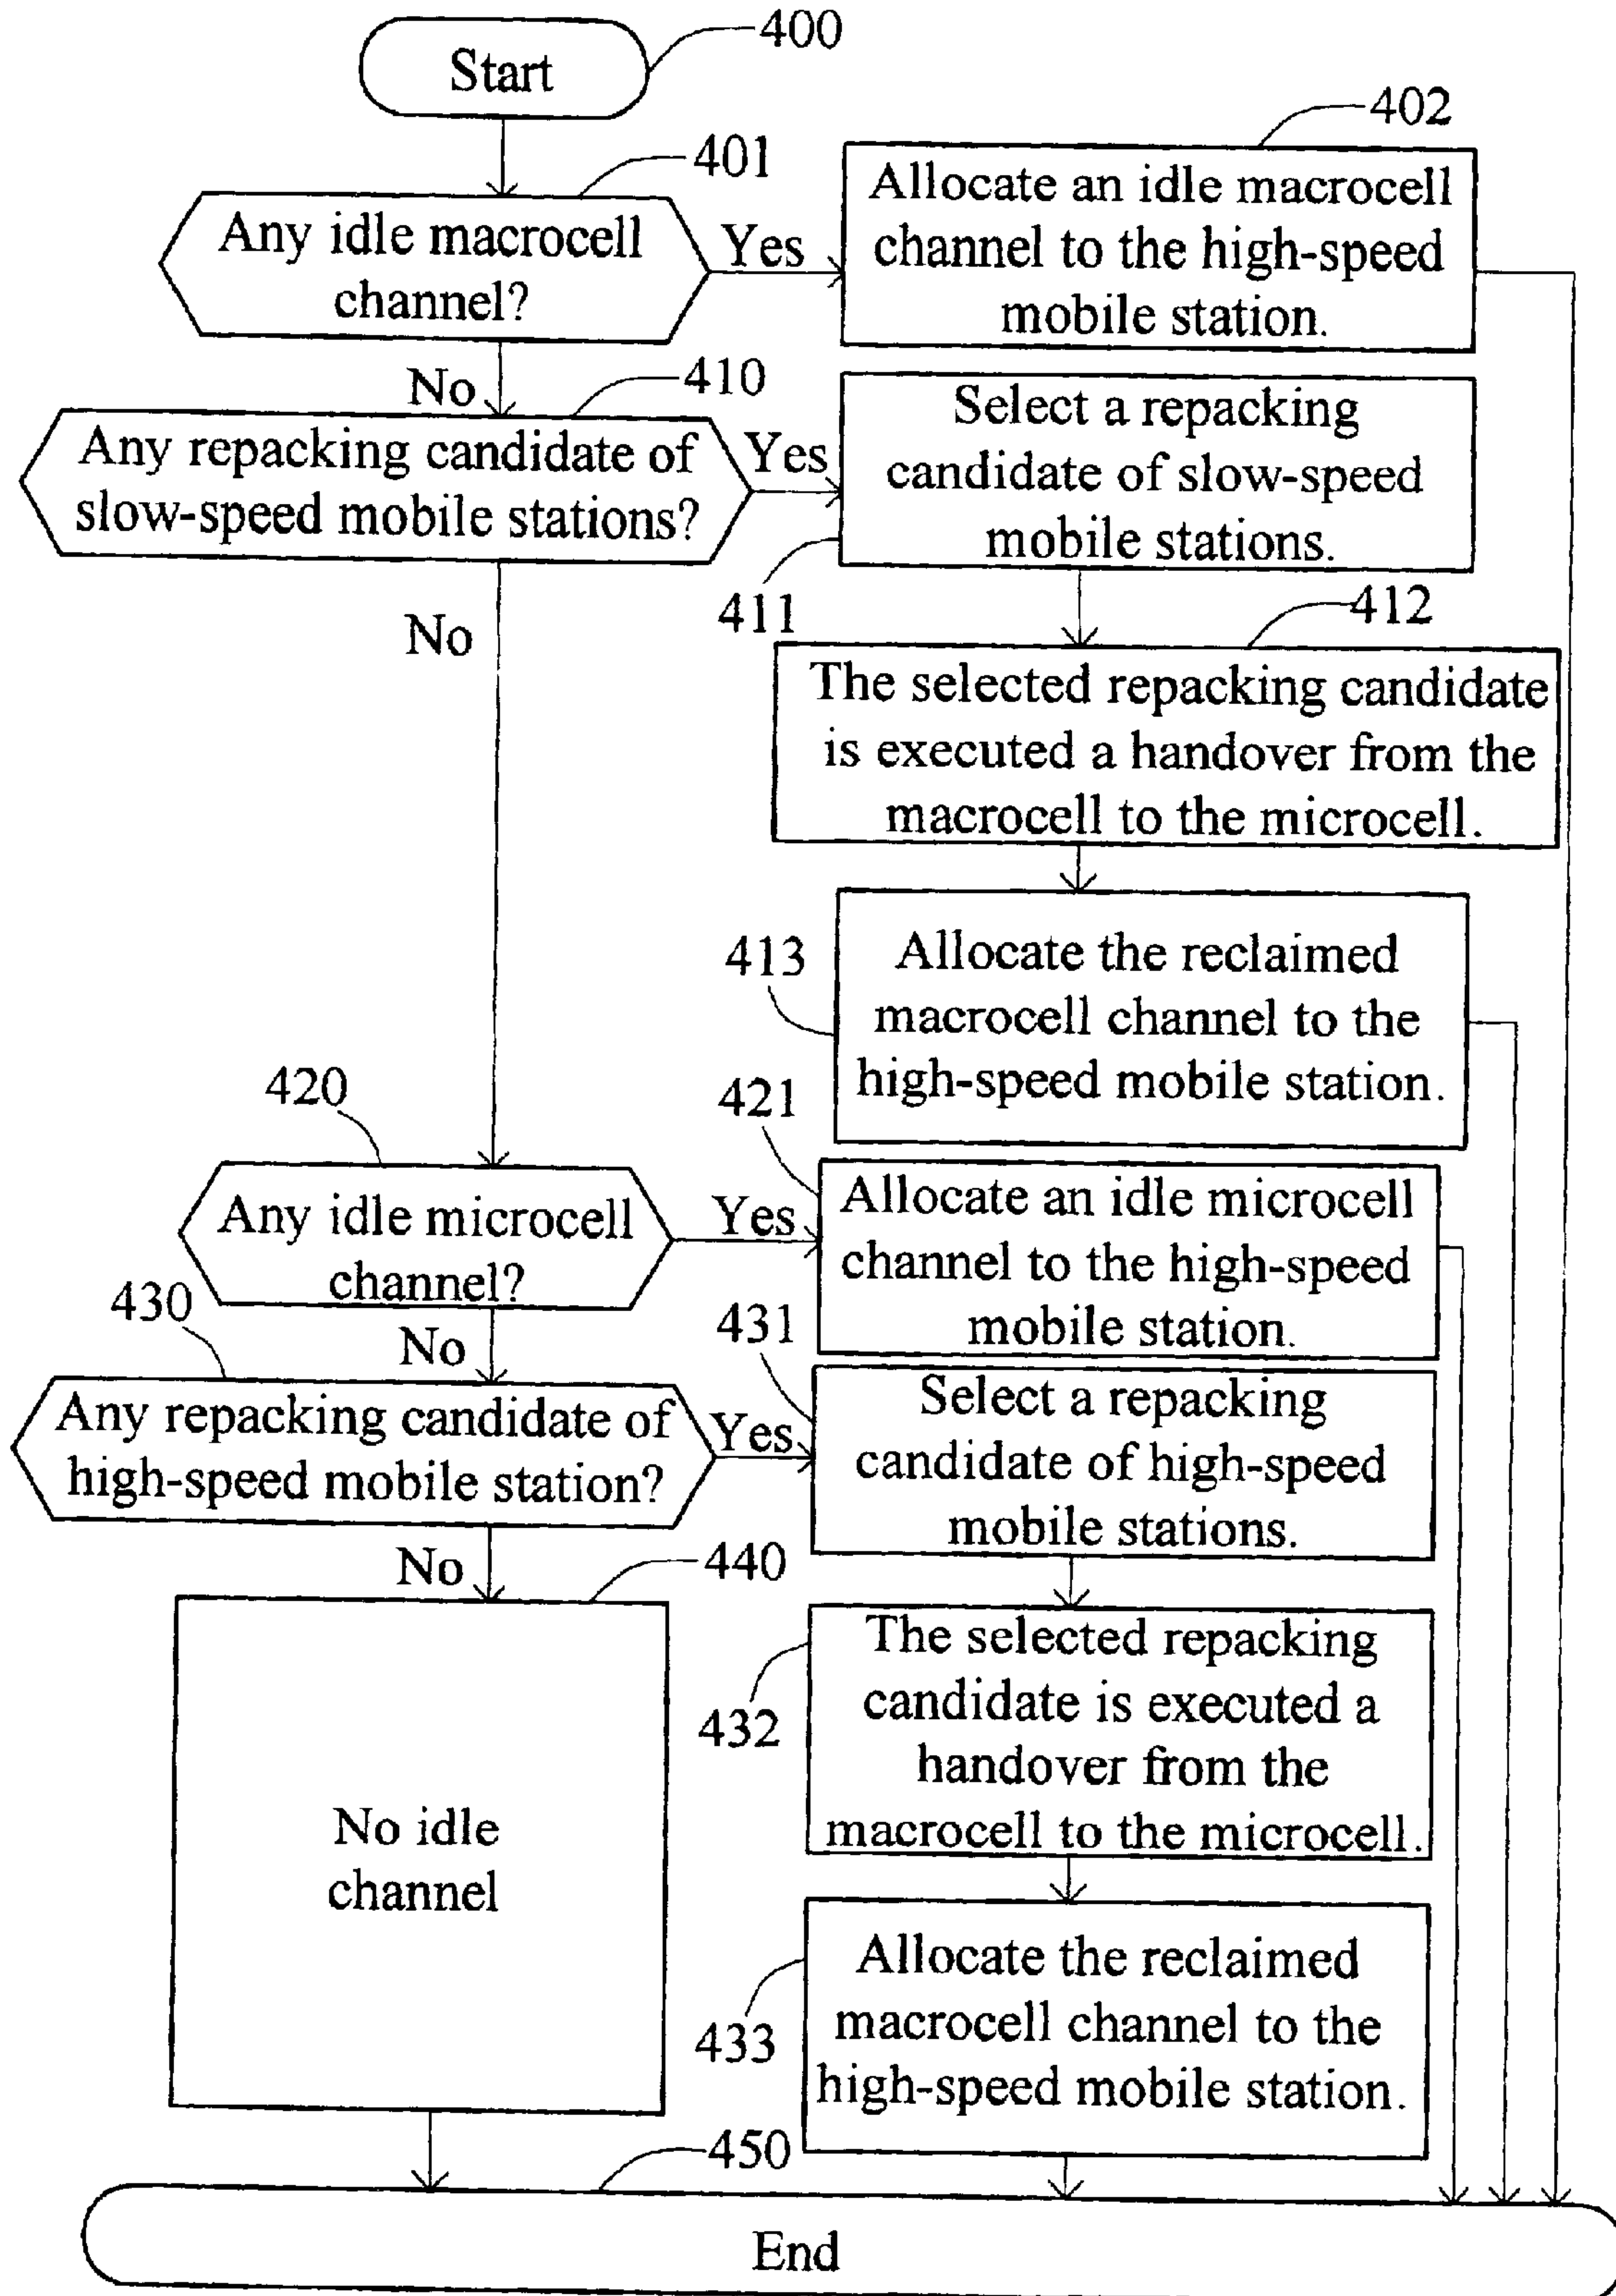 Start
400
401
402
Any idle macrocell
channel?
Yes
Allocate an idle macrocell
channel to the high-speed
mobile station.
No
410
Any repacking candidate of
slow-speed mobile stations?
Yes
Select a repacking
candidate of slow-speed
mobile stations.
411
No
412
The selected repacking candidate
is executed a handover from the
macrocell to the microcell.
413
Allocate the reclaimed
macrocell channel to the
high-speed mobile station.
420
421
Any idle microcell
channel?
Yes
Allocate an idle microcell
channel to the high-speed
mobile station.
430
No
431
Any repacking candidate of
high-speed mobile station?
Yes
Select a repacking
candidate of high-speed
mobile stations.
No
440
No idle
channel
432
The selected repacking
candidate is executed a
handover from the
macrocell to the microcell.
433
Allocate the reclaimed
macrocell channel to the
high-speed mobile station.
450
End